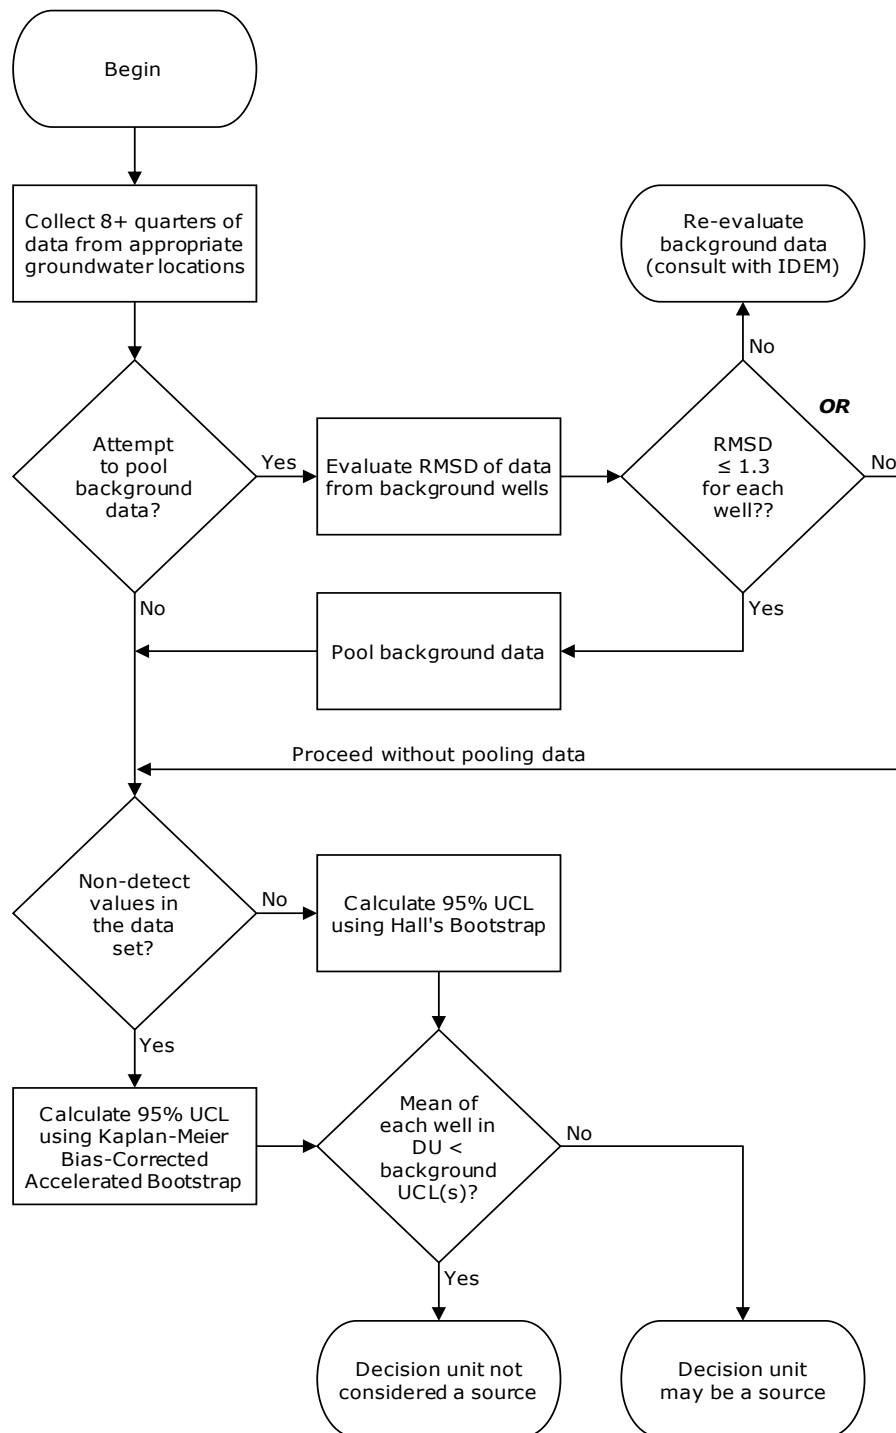 Begin
Collect 8+ quarters of
data from appropriate
groundwater locations
Re-evaluate
background data
(consult with IDEM)
No
OR
Attempt
to pool
background
data?
Yes
Evaluate RMSD of data
from background wells
RMSD
≤ 1.3
for each
well??
No
No
Yes
Pool background data
Proceed without pooling data
Non-detect
values in
the data
set?
No
Calculate 95% UCL
using Hall's Bootstrap
Yes
Calculate 95% UCL
using Kaplan-Meier
Bias-Corrected
Accelerated Bootstrap
Mean of
each well in
DU <
background
UCL(s)?
No
Yes
Decision unit not
considered a source
Decision unit
may be a source